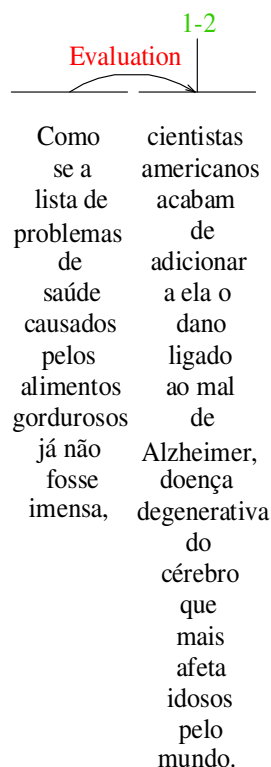 1-2
Evaluation
Como
se a
lista de
problemas
de
saúde
causados
pelos
alimentos
gordurosos
já não
fosse
imensa,
cientistas
americanos
acabam
de
adicionar
a ela o
dano
ligado
ao mal
de
Alzheimer,
doença
degenerativa
do
cérebro
que
mais
afeta
idosos
pelo
mundo.